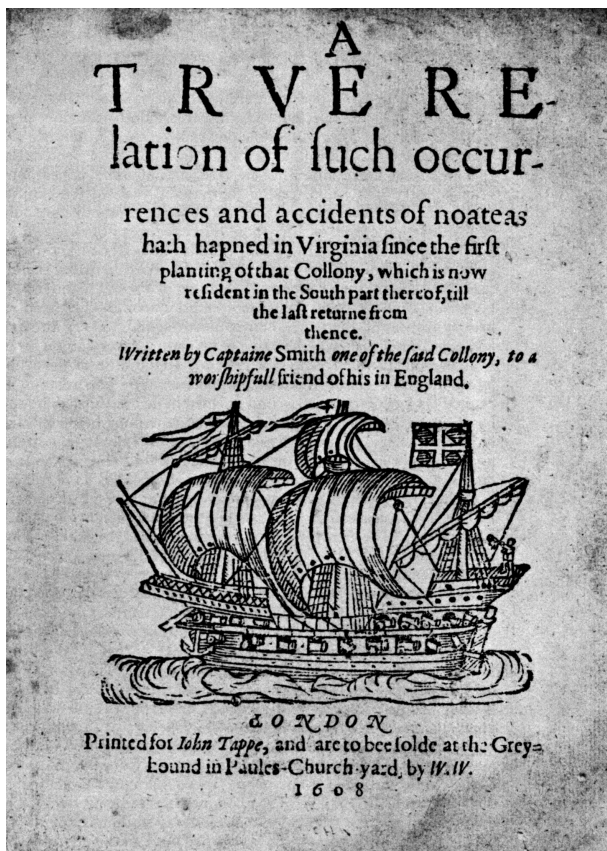 A
TRVE RE-
lation of ſuch occur-
rences and accidents of noateas
hath hapned in Virginia ſince the firſt
planting of that Collony, which is now
reſident in the South part thereof, till
the laſt returne from
thence.
Written by Captaine Smith one of the ſaid Collony, to a
worſhipfull friend of his in England.
LONDON
Printed for Iohn Tappe, and are to bee ſolde at the Grey=
hound in Paules-Church-yard, by W.W.
1608